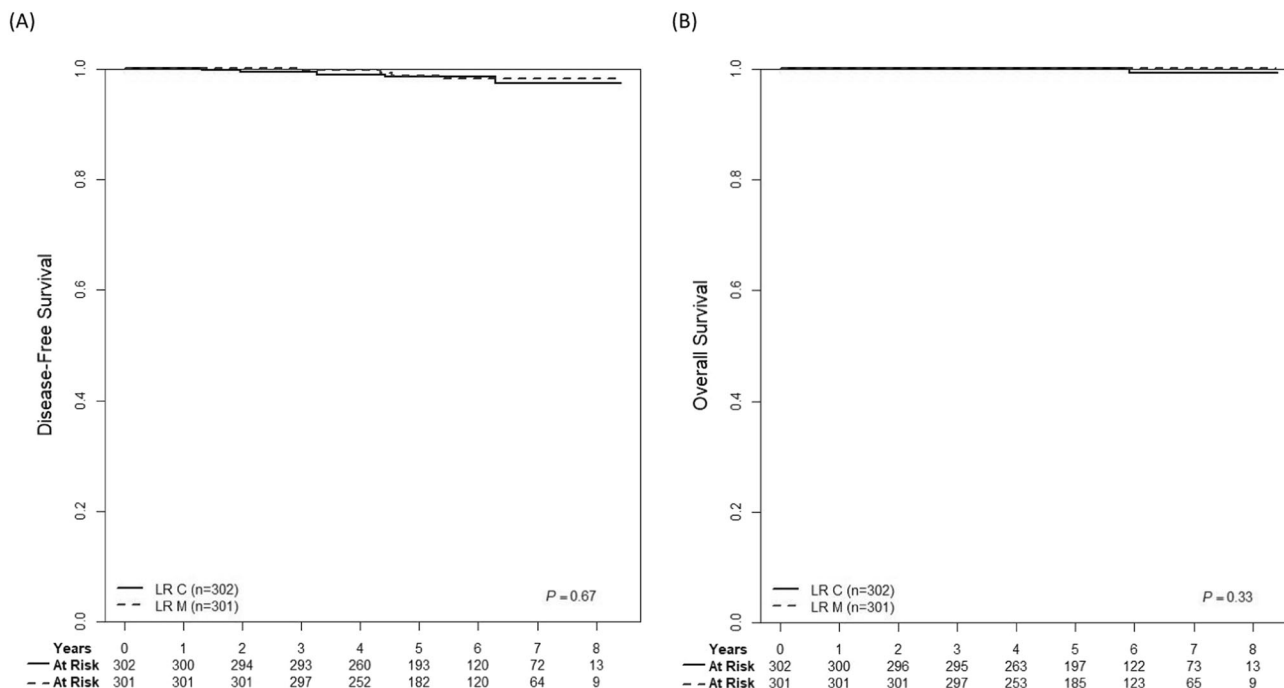 (A)
Disease-Free Survival
1.0
0.8
0.6
0.4
0.2
0.0
LR C (n=302)
LR M (n=301)
P = 0.67
Years 0 1 2 3 4 5 6 7 8
At Risk 302 300 294 293 260 193 120 72 13
At Risk 301 301 301 297 252 182 120 64 9
(B)
Overall Survival
1.0
0.8
0.6
0.4
0.2
0.0
LR C (n=302)
LR M (n=301)
P = 0.33
Years 0 1 2 3 4 5 6 7 8
At Risk 302 300 296 295 263 197 122 73 13
At Risk 301 301 301 297 253 185 123 65 9